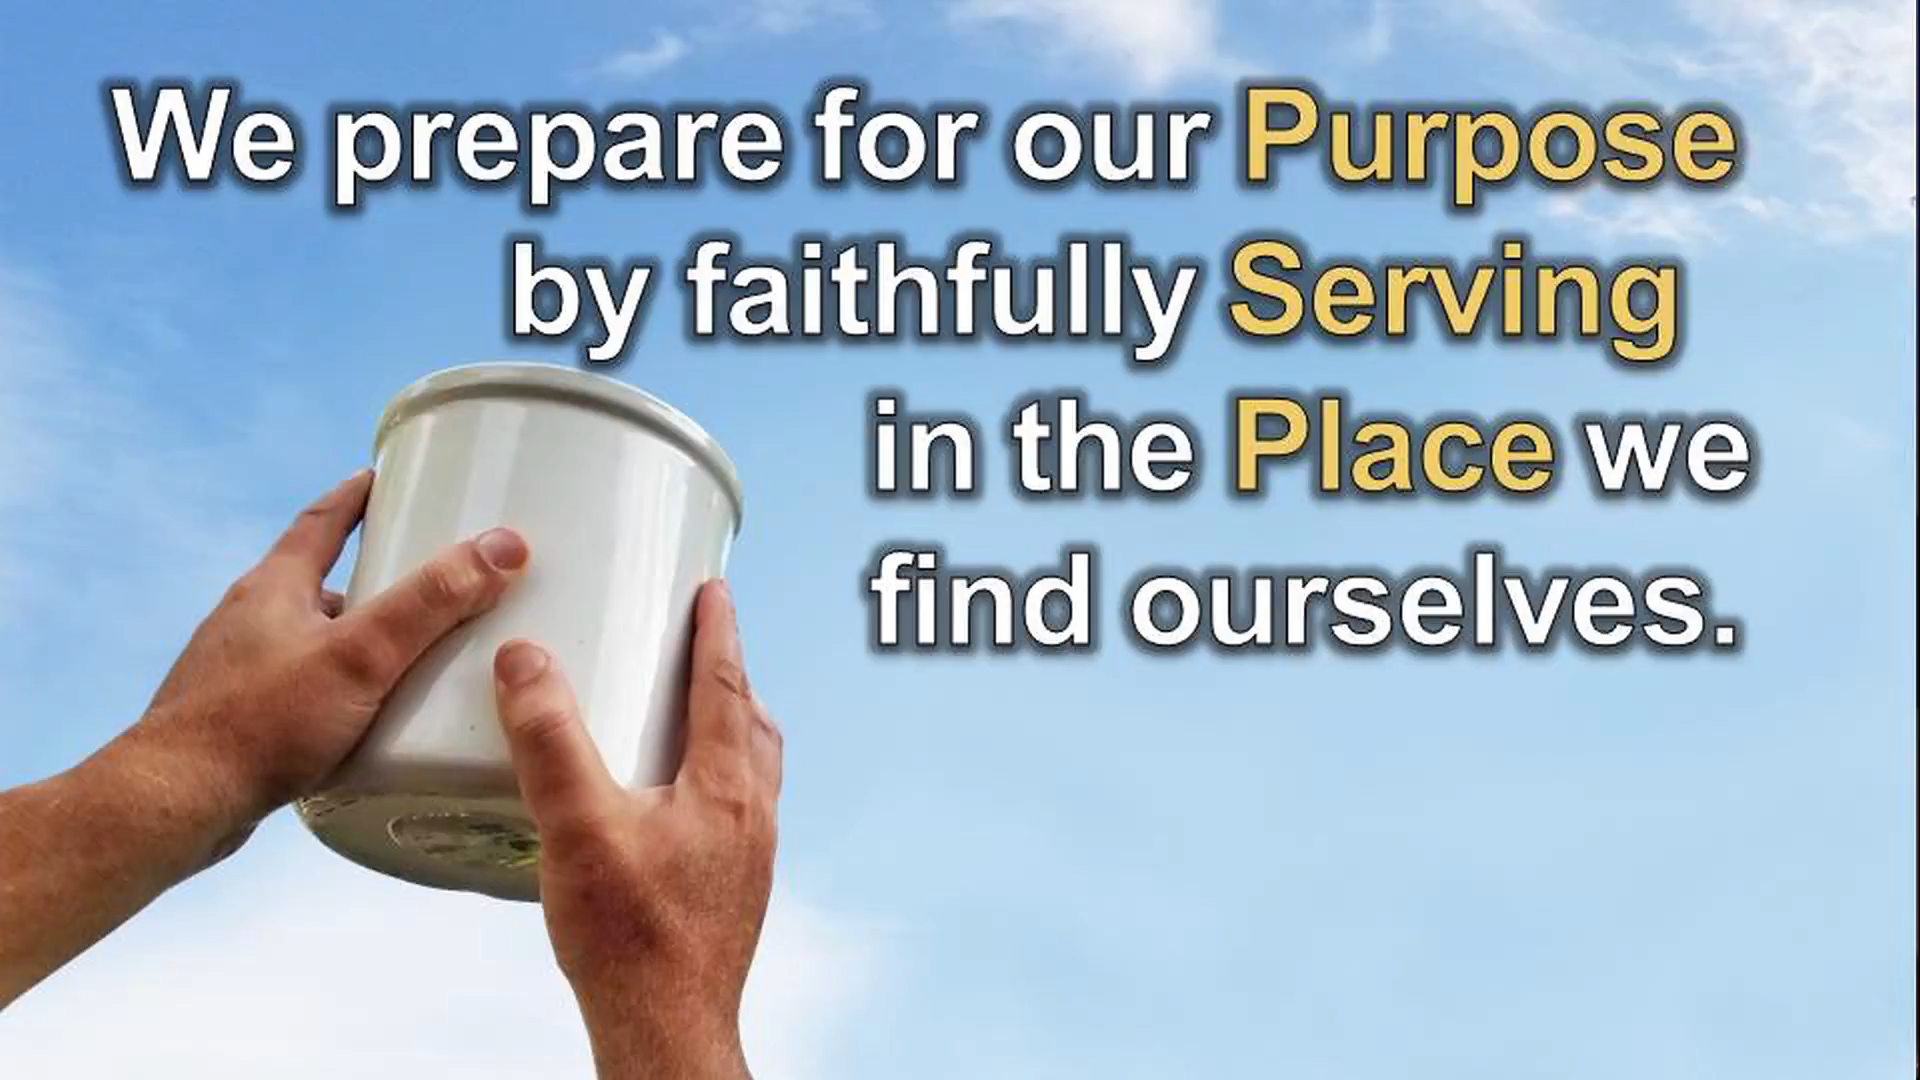 We prepare for our Purpose
by faithfully Serving
in the Place we
find ourselves.